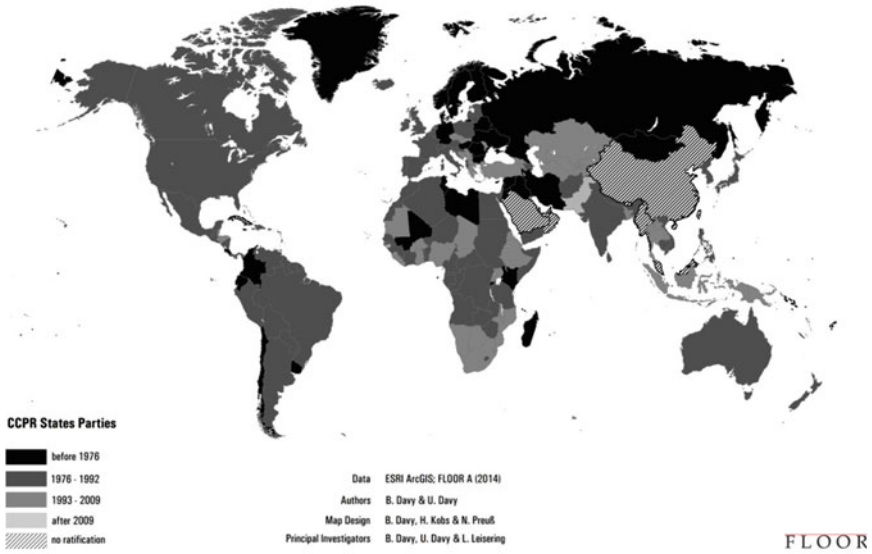 CCPR States Parties
before 1976
1976 - 1992
1993 - 2009
after 2009
no ratification
Data ESRI ArcGIS; FLOOR A (2014)
Authors B. Davy & U. Davy
Map Design B. Davy, H. Kobs & N. Preuß
Principal Investigators B. Davy, U. Davy & L. Leisering
FLOOR